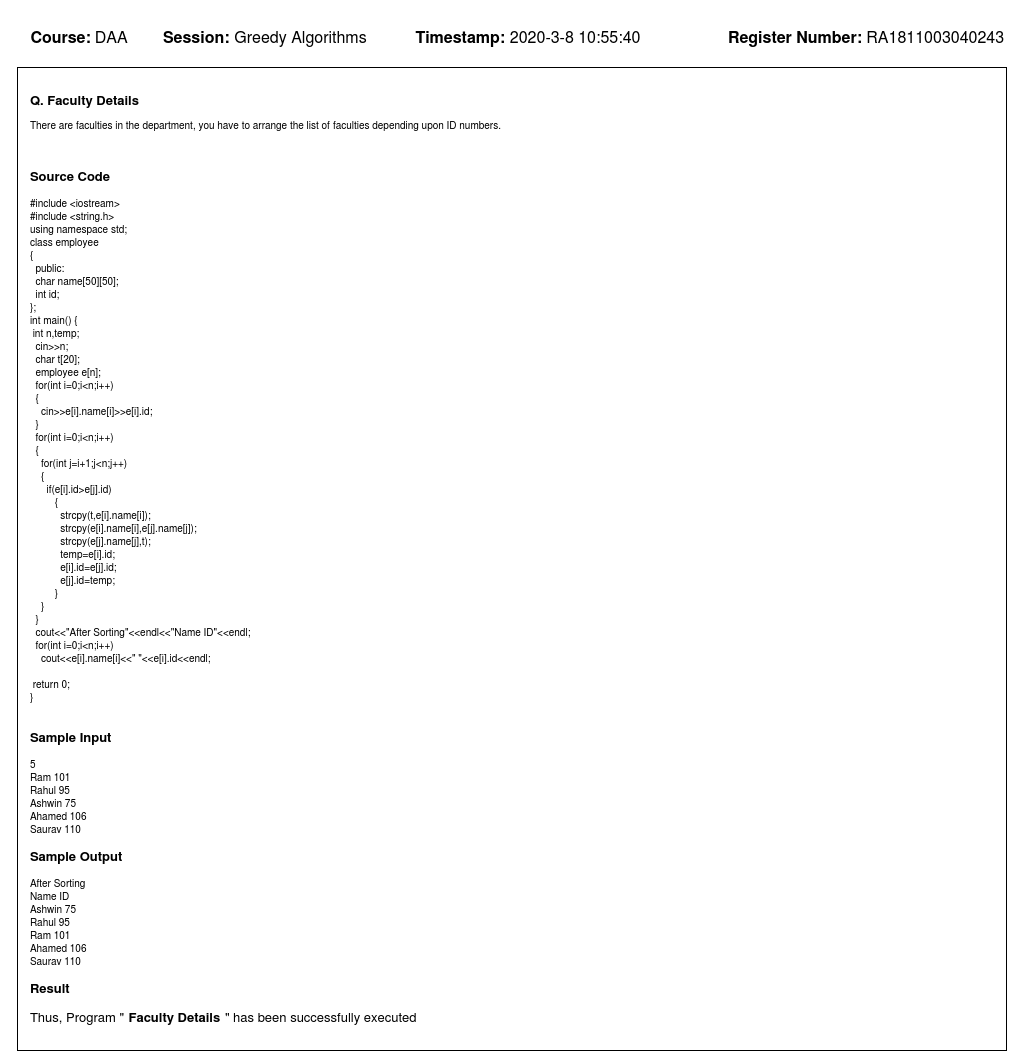 Course: DAA Session: Greedy Algorithms Timestamp: 2020-3-8 10:55:40 Register Number: RA1811003040243
Q. Faculty Details
There are faculties in the department, you have to arrange the list of faculties depending upon ID numbers.
Source Code
#include <iostream>
#include <string.h>
using namespace std;
class employee
{
  public:
  char name[50][50];
  int id;
};
int main() {
 int n,temp;
  cin>>n;
  char t[20];
  employee e[n];
  for(int i=0;i<n;i++)
  {
    cin>>e[i].name[i]>>e[i].id;
  }
  for(int i=0;i<n;i++)
  {
    for(int j=i+1;j<n;j++)
    {
      if(e[i].id>e[j].id)
         {
           strcpy(t,e[i].name[i]);
           strcpy(e[i].name[i],e[j].name[j]);
           strcpy(e[j].name[j],t);
           temp=e[i].id;
           e[i].id=e[j].id;
           e[j].id=temp;
         }
    }
  }
  cout<<"After Sorting"<<endl<<"Name ID"<<endl;
  for(int i=0;i<n;i++)
    cout<<e[i].name[i]<<" "<<e[i].id<<endl;
 return 0;
}
Sample Input
5
Ram 101
Rahul 95
Ashwin 75
Ahamed 106
Saurav 110
Sample Output
After Sorting
Name ID
Ashwin 75
Rahul 95
Ram 101
Ahamed 106
Saurav 110
Result
Thus, Program " Faculty Details " has been successfully executed